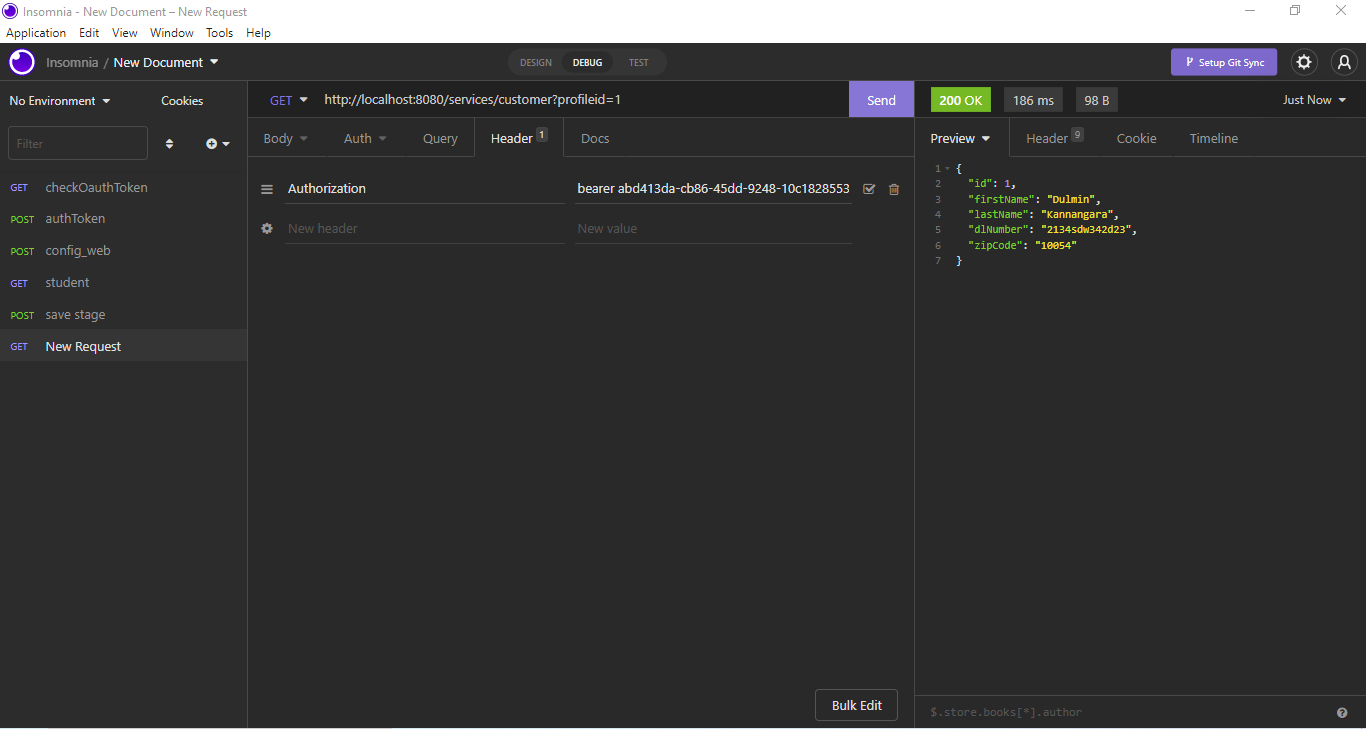 Insomnia - New Document – New Request
Application Edit View Window Tools Help
Insomnia / New Document
DESIGN DEBUG TEST
Setup Git Sync
No Environment Cookies
GET http://localhost:8080/services/customer?profileid=1 Send
200 OK 186 ms 98 B Just Now
Filter
Body Auth Query Header 1 Docs
Preview Header 9 Cookie Timeline
GET checkOauthToken
POST authToken
POST config_web
GET student
POST save stage
GET New Request
Authorization bearer abd413da-cb86-45dd-9248-10c1828553
New header New value
Bulk Edit
1 {
2 "id": 1,
3 "firstName": "Dulmin",
4 "lastName": "Kannangara",
5 "dlNumber": "2134sdw342d23",
6 "zipCode": "10054"
7 }
$.store.books[*].author